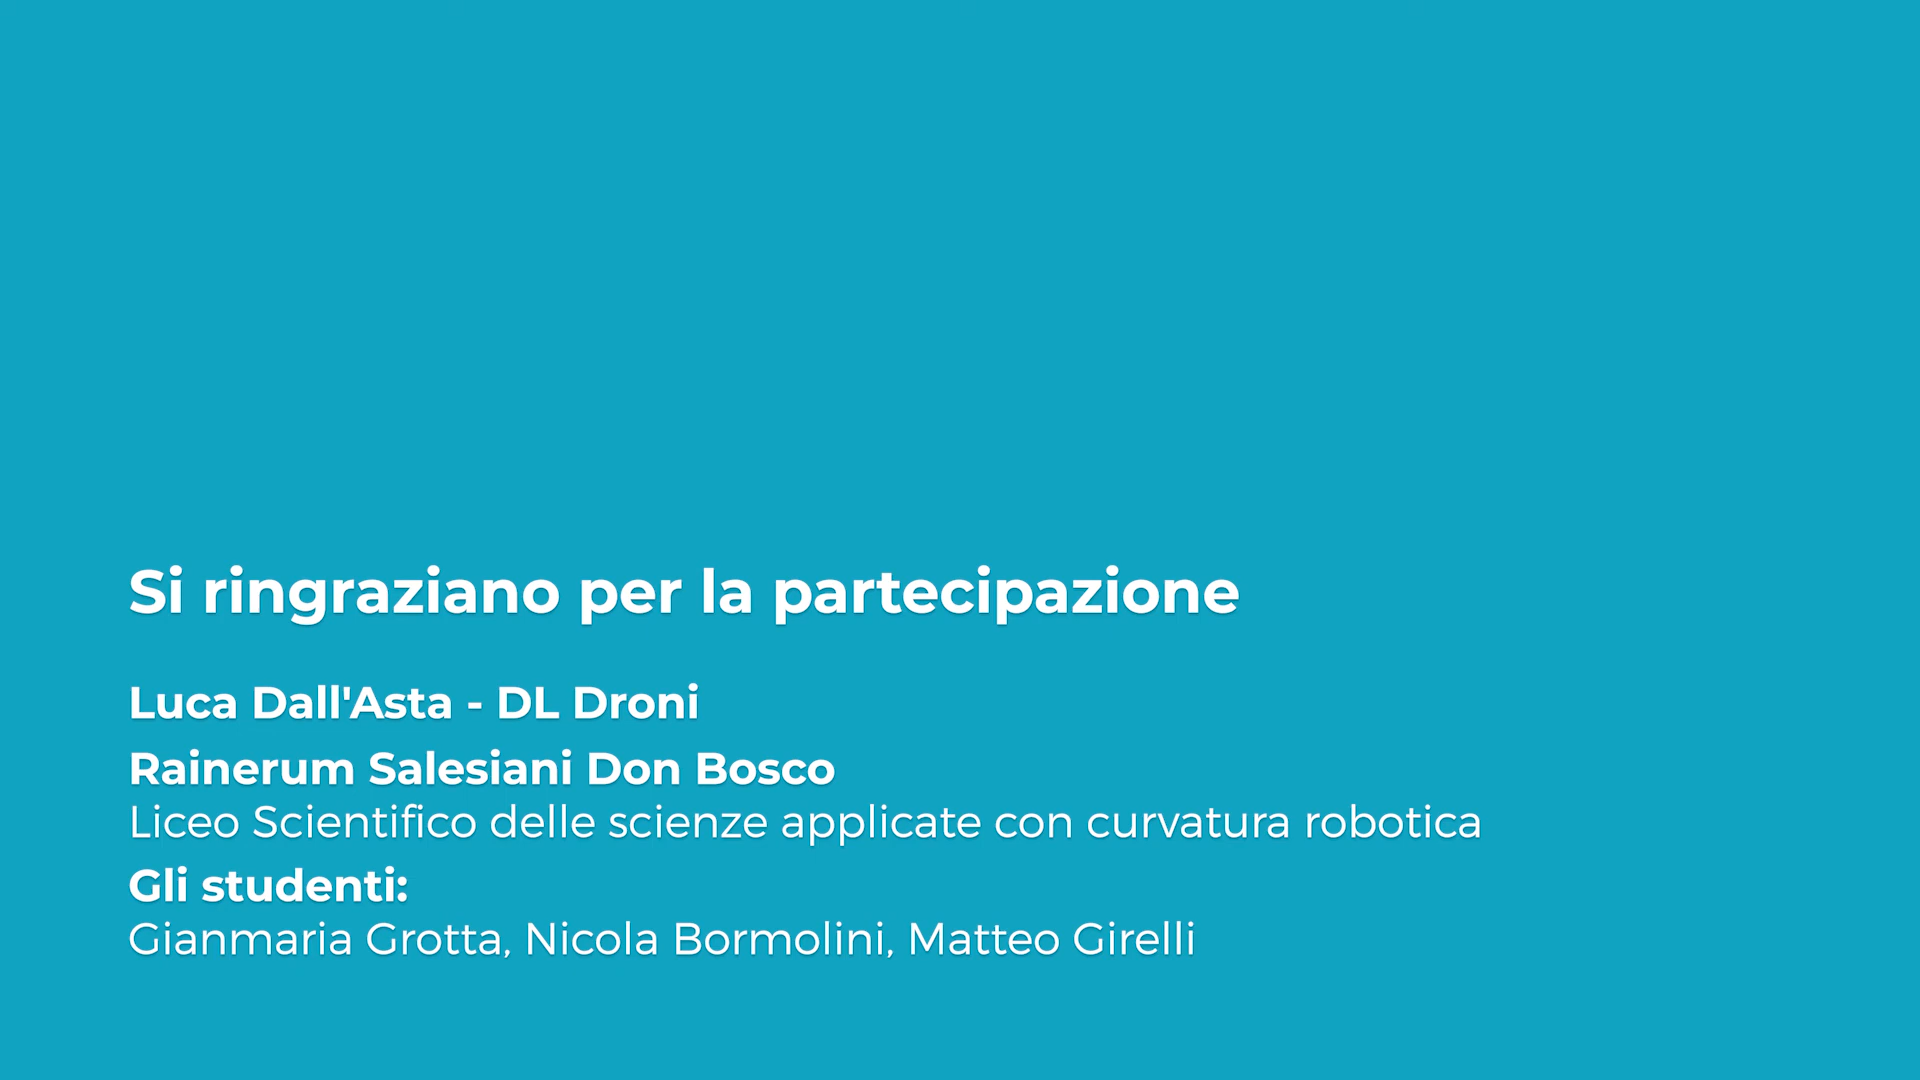 Si ringraziano per la partecipazione
Luca Dall'Asta - DL Droni
Rainerum Salesiani Don Bosco
Liceo Scientifico delle scienze applicate con curvatura robotica
Gli studenti:
Gianmaria Grotta, Nicola Bormolini, Matteo Girelli